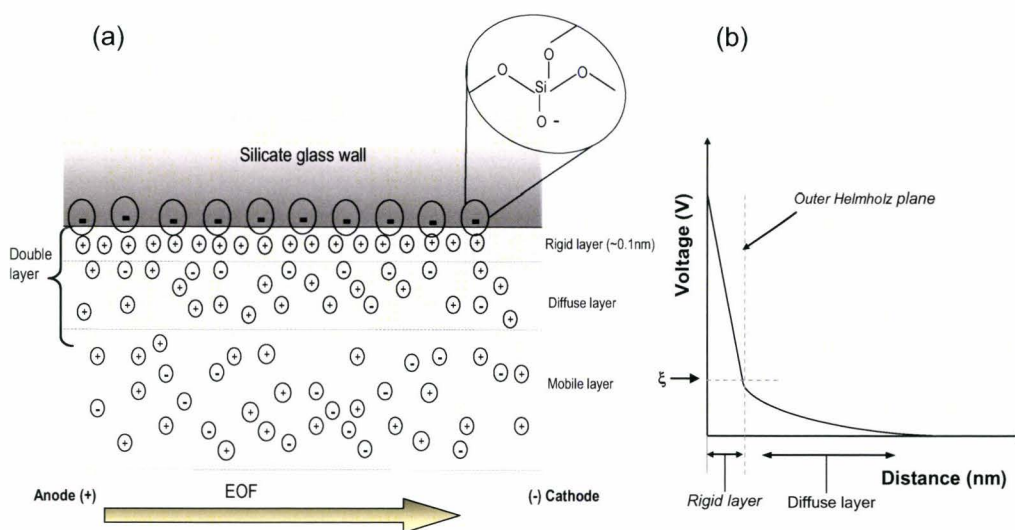 (a)
O
O
O
Si
O -
Silicate glass wall
Double
layer
Rigid layer (~0.1nm)
Diffuse layer
Mobile layer
Anode (+)
EOF
(-) Cathode
(b)
Voltage (V)
Outer Helmholz plane
ξ
Distance (nm)
Rigid layer
Diffuse layer